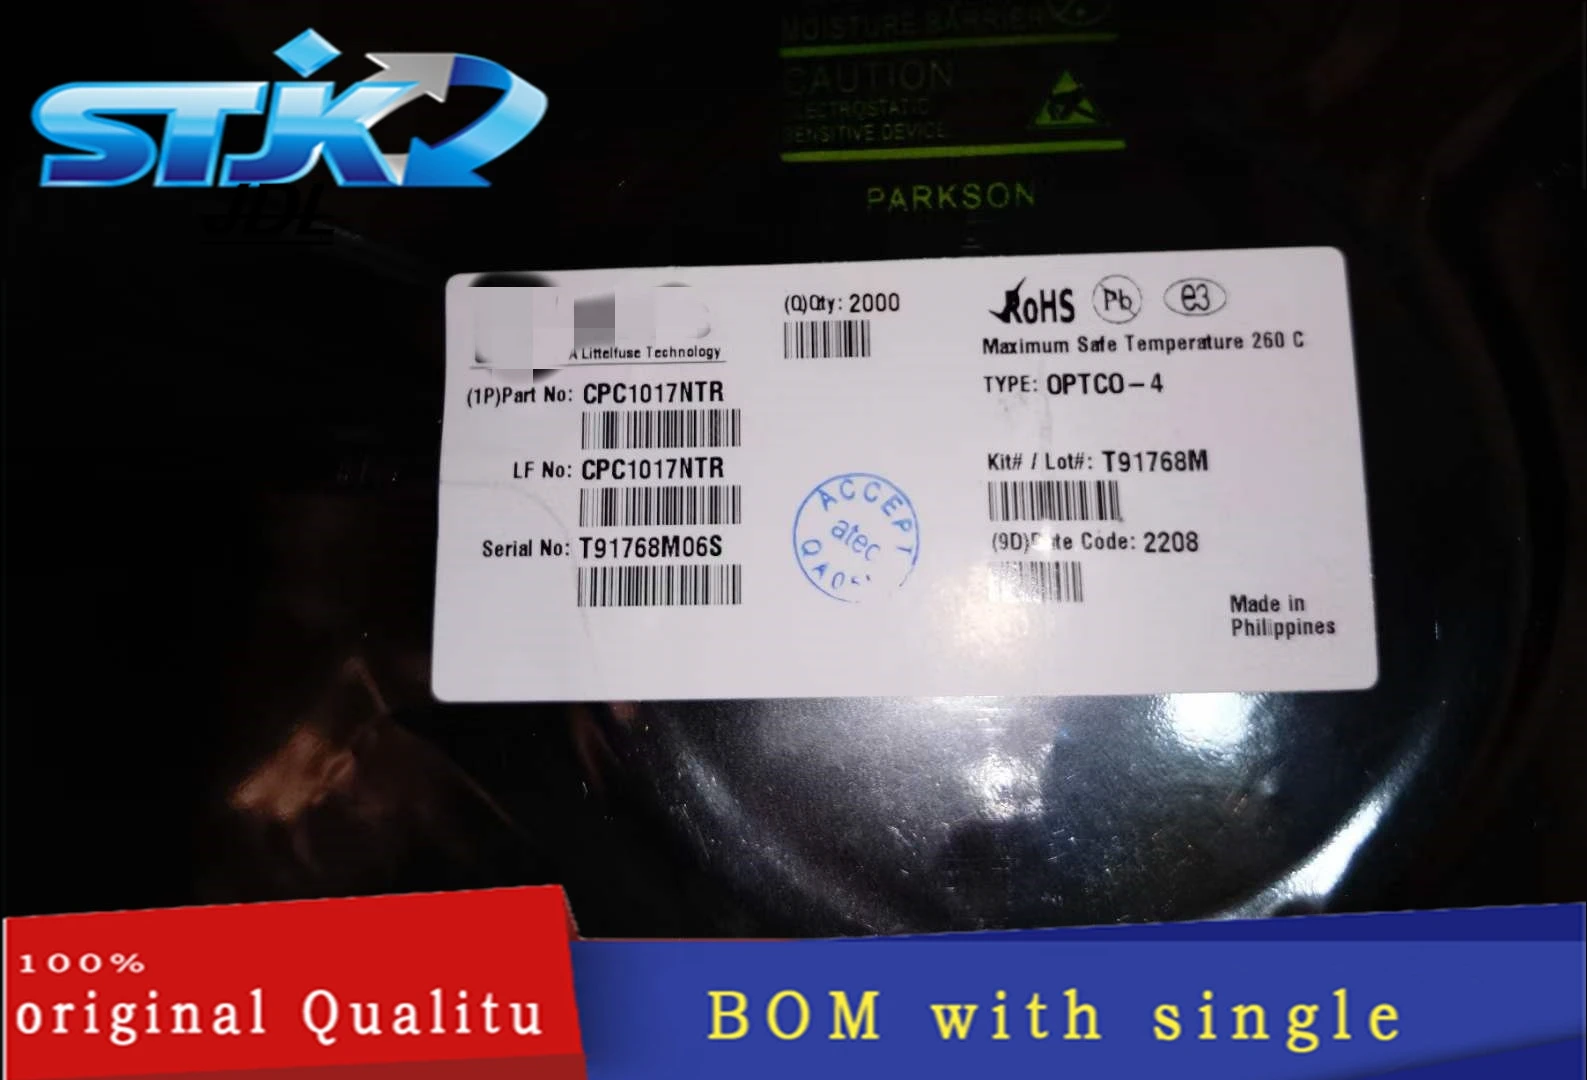 STJK
JDL
MOISTURE BARRIER
CAUTION
ELECTROSTATIC
SENSITIVE DEVICE
PARKSON
A Littelfuse Technology
(Q)Qty: 2000
RoHS
Pb
e3
Maximum Safe Temperature 260 C
(1P)Part No: CPC1017NTR
TYPE: OPTCO-4
LF No: CPC1017NTR
Kit# / Lot#: T91768M
Serial No: T91768M06S
ACCEPT
atec
(9D) Code: 2208
Made in
Philippines
100%
original Qualitu
BOM with single